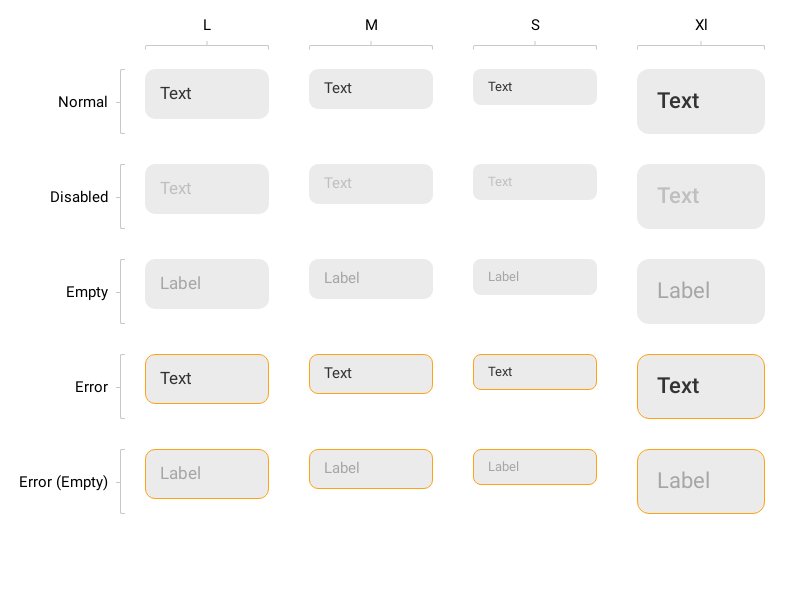 L M S Xl
Normal Text Text Text Text
Disabled Text Text Text Text
Empty Label Label Label Label
Error Text Text Text Text
Error (Empty) Label Label Label Label